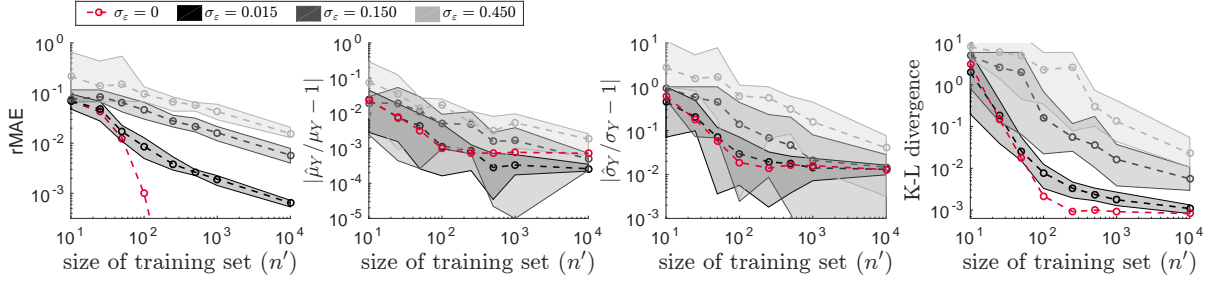 σ_ε = 0 σ_ε = 0.015 σ_ε = 0.150 σ_ε = 0.450
rMAE
10^0
10^-1
10^-2
10^-3
10^1 10^2 10^3 10^4
size of training set (n′)
|μ̂_Y/μ_Y − 1|
10^0
10^-1
10^-2
10^-3
10^-4
10^-5
10^1 10^2 10^3 10^4
size of training set (n′)
|σ̂_Y/σ_Y − 1|
10^1
10^0
10^-1
10^-2
10^-3
10^1 10^2 10^3 10^4
size of training set (n′)
K-L divergence
10^1
10^0
10^-1
10^-2
10^-3
10^1 10^2 10^3 10^4
size of training set (n′)